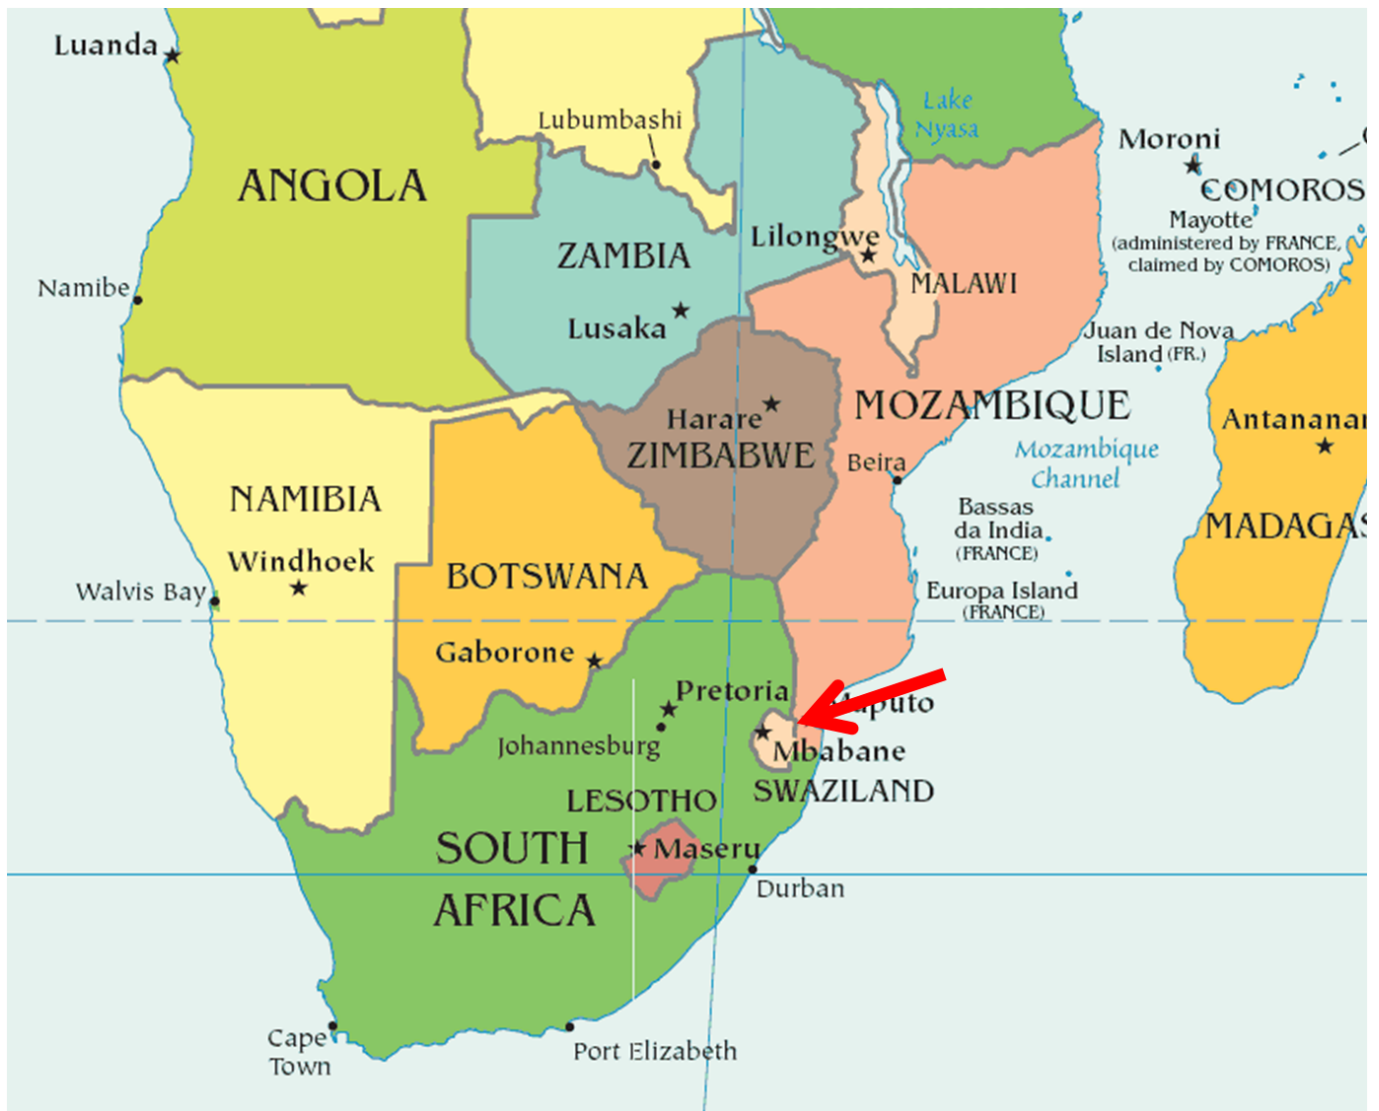 Luanda
Lubumbashi
Lake
Nyasa
Moroni
ANGOLA
COMOROS
Mayotte
(administered by FRANCE,
claimed by COMOROS)
ZAMBIA
Lilongwe
MALAWI
Namibe
Lusaka
Juan de Nova
Island (FR.)
Harare
MOZAMBIQUE
ZIMBABWE
Antananar
Beira
Mozambique
Channel
NAMIBIA
Bassas
da India
(FRANCE)
MADAGAS
Windhoek
BOTSWANA
Walvis Bay
Europa Island
(FRANCE)
Gaborone
Pretoria
Maputo
Johannesburg
Mbabane
SWAZILAND
LESOTHO
SOUTH
AFRICA
Maseru
Durban
Cape
Town
Port Elizabeth